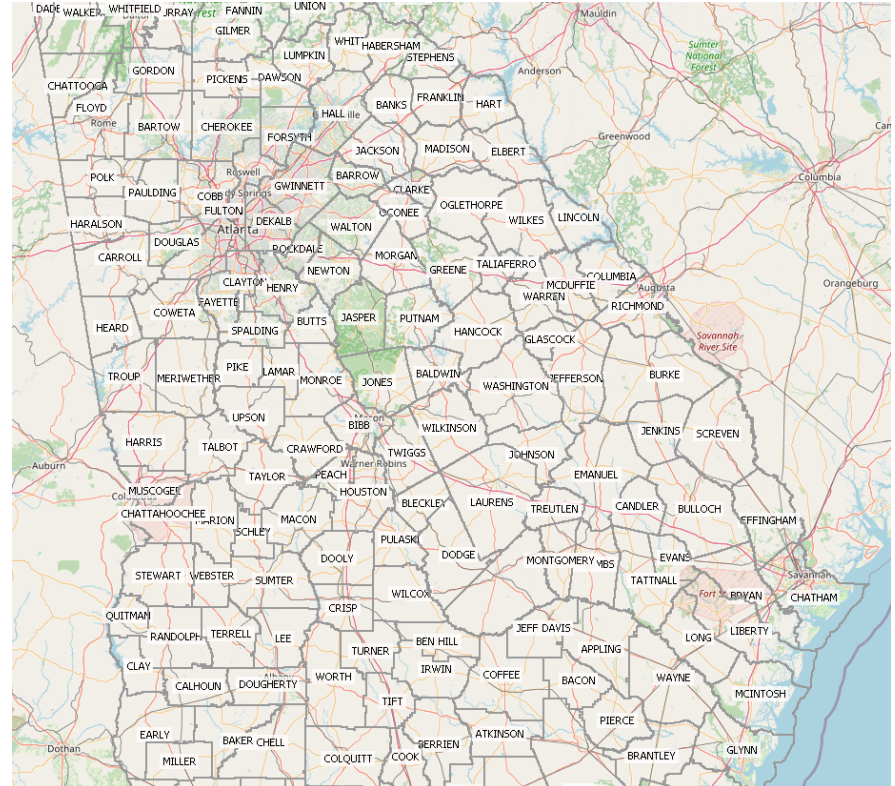 DADE
WALKER
WHITFIELD
FANNIN
UNION
Mauldin
GILMER
WHIT
HABERSHAM
LUMPKIN
STEPHENS
Sumter
National
Forest
GORDON
Anderson
CHATTOOGA
PICKENS
DAWSON
FLOYD
Rome
BANKS
FRANKLIN
HART
HALL
BARTOW
CHEROKEE
FORSYTH
Greenwood
JACKSON
MADISON
ELBERT
Roswell
POLK
BARROW
Columbia
PAULDING
COBB
dy Springs
GWINNETT
CLARKE
OGLETHORPE
FULTON
OCONEE
HARALSON
DEKALB
WALTON
WILKES
LINCOLN
Atlanta
DOUGLAS
ROCKDALE
CARROLL
MORGAN
NEWTON
GREENE
TALIAFERRO
CLAYTON
HENRY
MCDUFFIE
COLUMBIA
Augusta
Orangeburg
FAYETTE
WARREN
RICHMOND
COWETA
HEARD
SPALDING
BUTTS
JASPER
PUTNAM
HANCOCK
GLASCOCK
Savannah
River Site
PIKE
LAMAR
TROUP
MERIWETHER
MONROE
JONES
BALDWIN
WASHINGTON
JEFFERSON
BURKE
UPSON
BIBB
WILKINSON
JENKINS
SCREVEN
HARRIS
TALBOT
CRAWFORD
TWIGGS
JOHNSON
Auburn
Warner Robins
TAYLOR
PEACH
EMANUEL
MUSCOGEE
HOUSTON
BLECKLEY
LAURENS
TREUTLEN
CANDLER
BULLOCH
CHATTAHOOCHEE
MARION
MACON
SCHLEY
EFFINGHAM
PULASKI
DOOLY
DODGE
MONTGOMERY
MBS
EVANS
STEWART
WEBSTER
SUMTER
TATTNALL
Savannah
WILCOX
Fort St
BRYAN
CHATHAM
QUITMAN
CRISP
RANDOLPH
TERRELL
LEE
BEN HILL
JEFF DAVIS
LONG
LIBERTY
TURNER
APPLING
CLAY
IRWIN
COFFEE
WORTH
BACON
WAYNE
CALHOUN
DOUGHERTY
MCINTOSH
TIFT
PIERCE
EARLY
BAKER
CHELL
ATKINSON
Dothan
BERRIEN
GLYNN
MILLER
COLQUITT
COOK
BRANTLEY